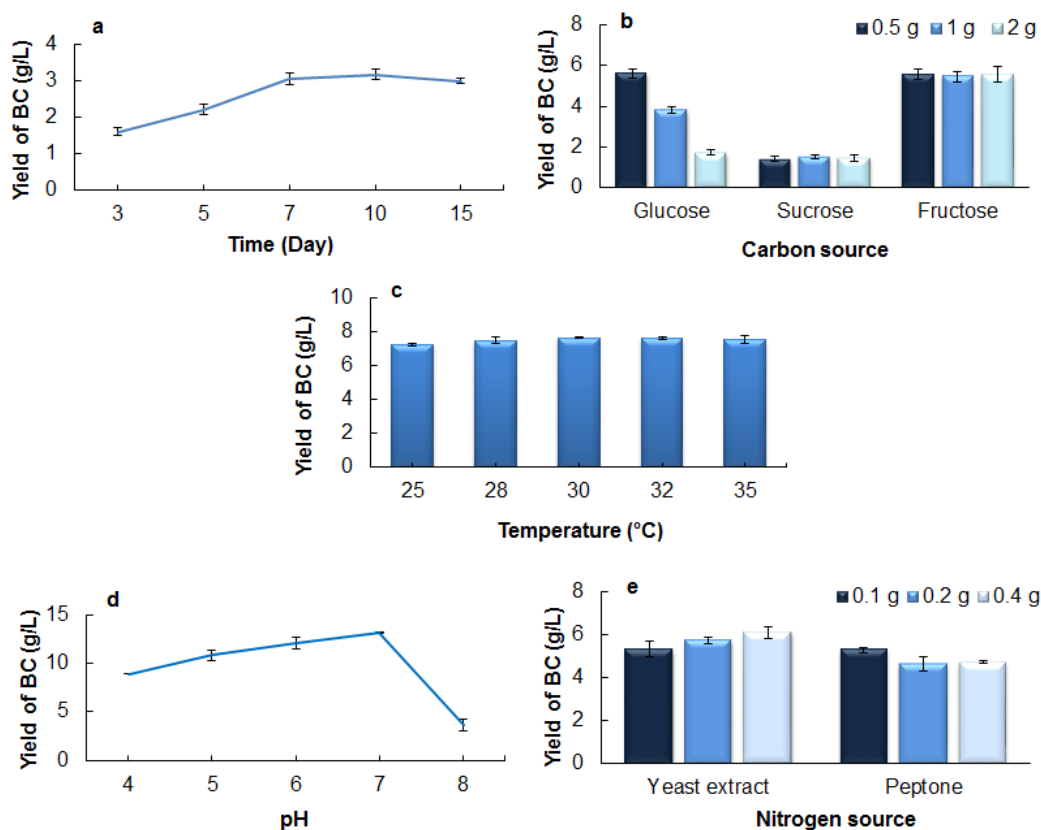 a
Yield of BC (g/L)
4
3
2
1
0
3 5 7 10 15
Time (Day)
b
0.5 g 1 g 2 g
Yield of BC (g/L)
8
6
4
2
0
Glucose Sucrose Fructose
Carbon source
c
Yield of BC (g/L)
10
8
6
4
2
0
25 28 30 32 35
Temperature (°C)
d
Yield of BC (g/L)
15
10
5
0
4 5 6 7 8
pH
e
0.1 g 0.2 g 0.4 g
Yield of BC (g/L)
8
6
4
2
0
Yeast extract Peptone
Nitrogen source